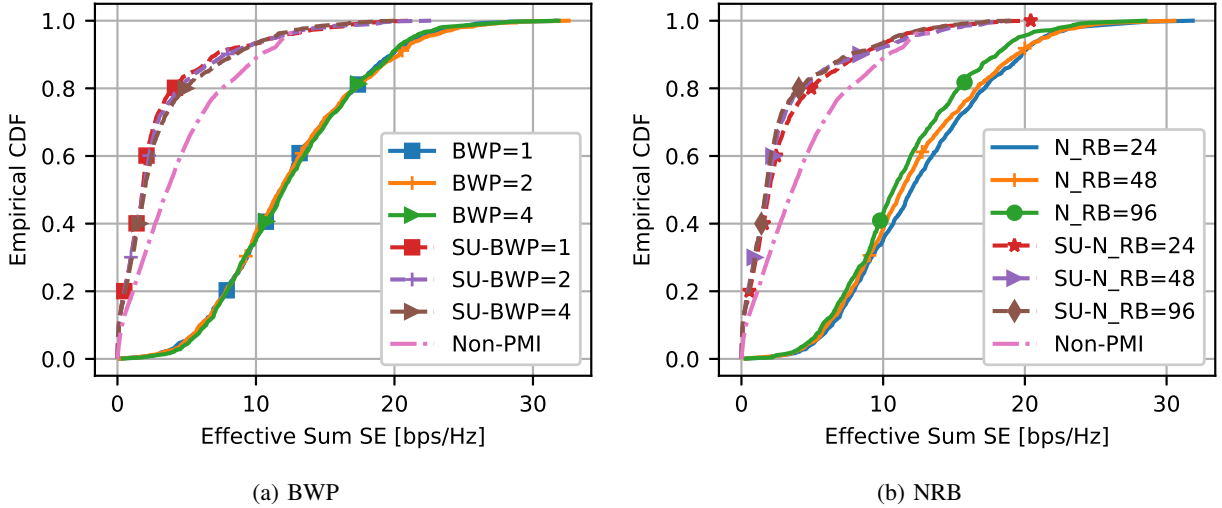 1.0
0.8
0.6
0.4
0.2
0.0
Empirical CDF
0
10
20
30
Effective Sum SE [bps/Hz]
BWP=1
BWP=2
BWP=4
SU-BWP=1
SU-BWP=2
SU-BWP=4
Non-PMI
(a) BWP
1.0
0.8
0.6
0.4
0.2
0.0
Empirical CDF
0
10
20
30
Effective Sum SE [bps/Hz]
N_RB=24
N_RB=48
N_RB=96
SU-N_RB=24
SU-N_RB=48
SU-N_RB=96
Non-PMI
(b) NRB